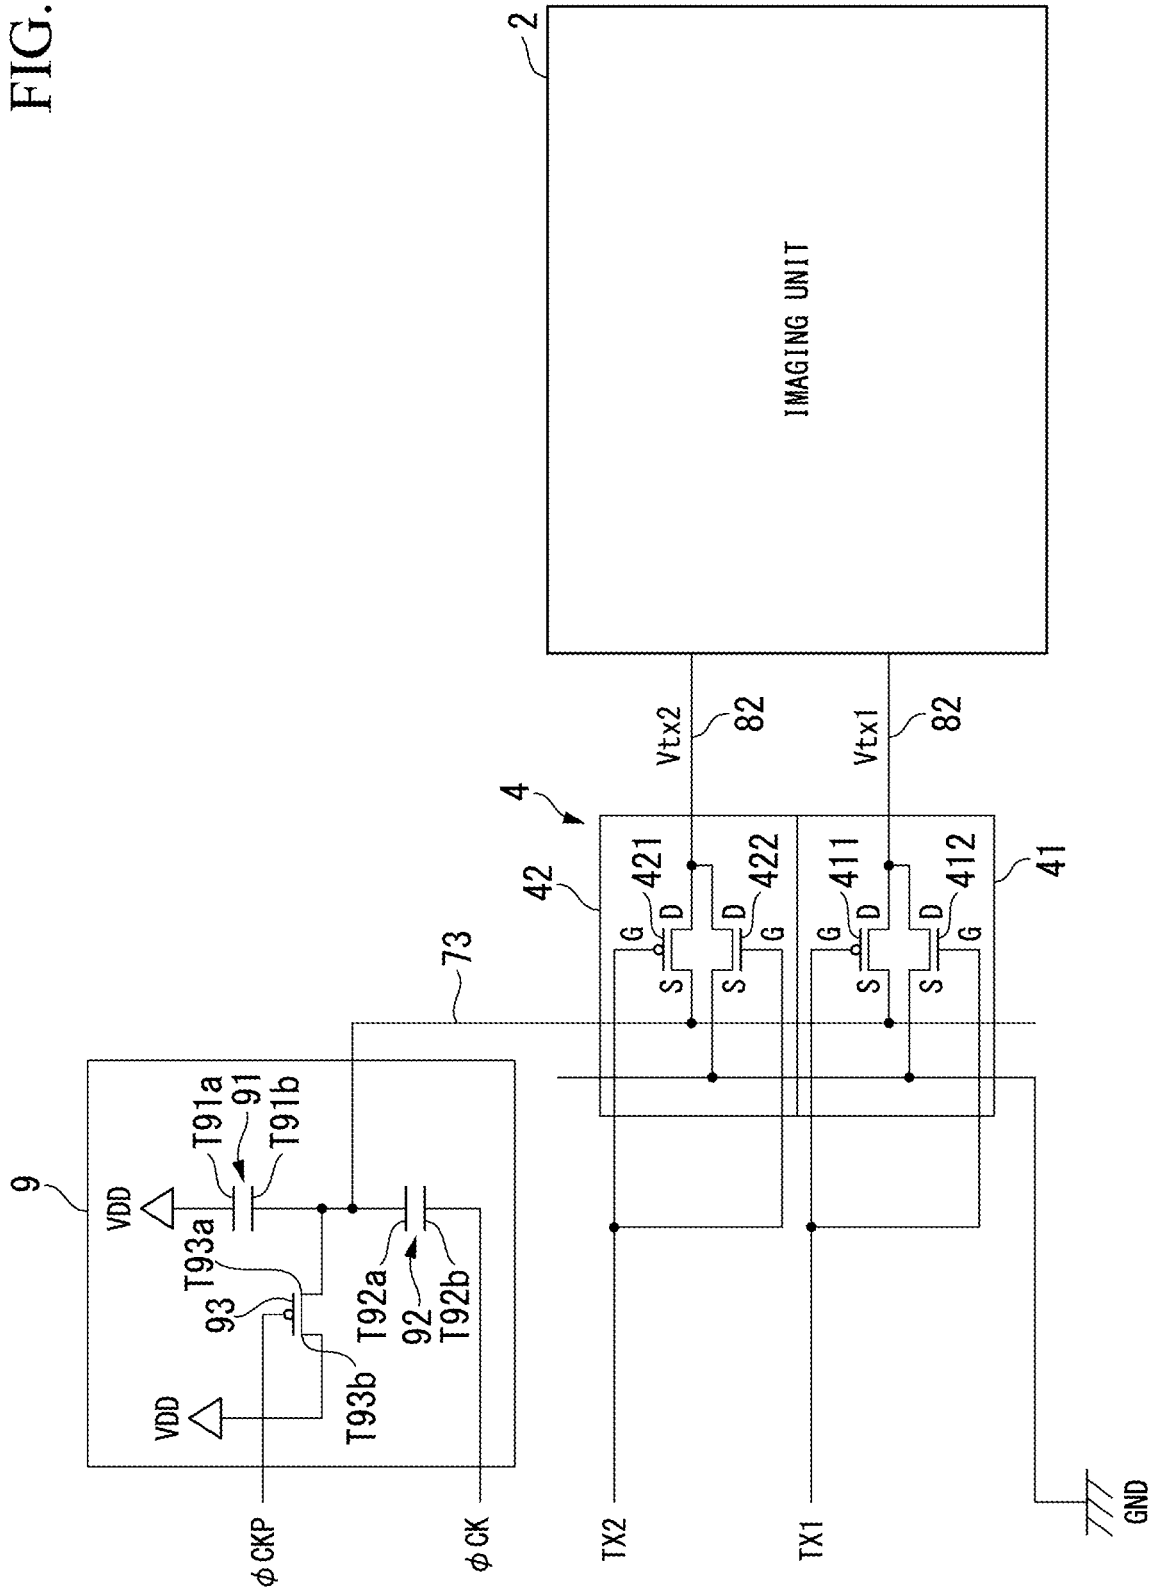 FIG.
9
VDD
VDD
T91a
91
T91b
T93a
93
T93b
T92a
92
T92b
φCKP
φCK
73
4
42
421
G
D
S
422
D
G
S
411
G
D
S
412
D
G
S
41
TX2
TX1
GND
Vtx2
82
Vtx1
82
2
IMAGING UNIT